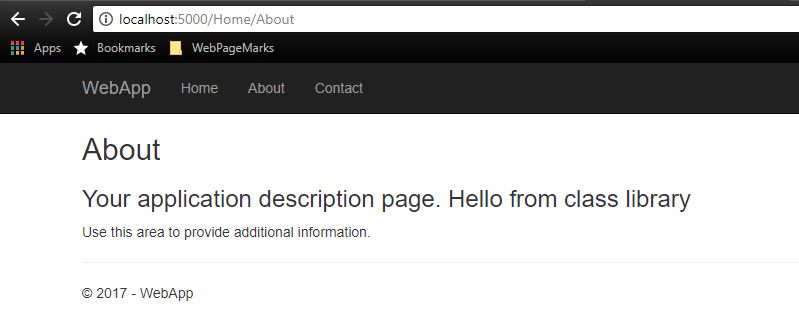 localhost:5000/Home/About
Apps Bookmarks WebPageMarks
WebApp Home About Contact
About
Your application description page. Hello from class library
Use this area to provide additional information.
© 2017 - WebApp